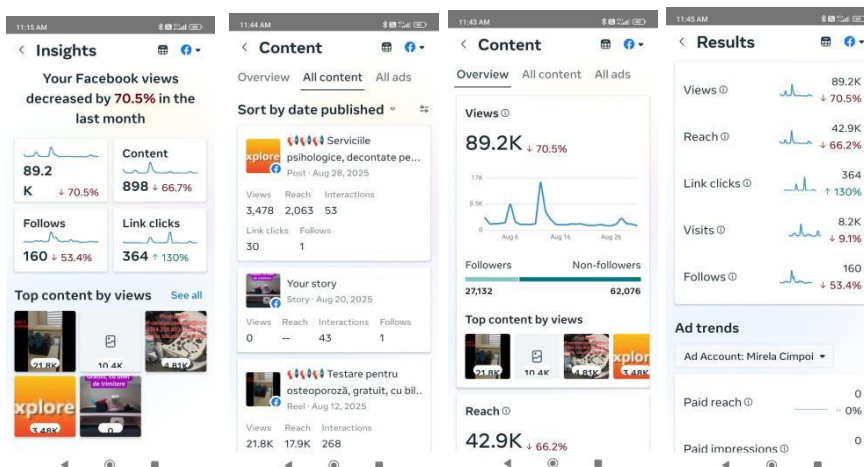 11:15 AM
Insights
Your Facebook views
decreased by 70.5% in the
last month
89.2
K ↓ 70.5%
Content
898 ↓ 66.7%
Follows
160 ↓ 53.4%
Link clicks
364 ↑ 130%
Top content by views See all
21.8K
10.4K
4.81K
xplore
3.48K
de trimitere
0
11:44 AM
Content
Overview All content All ads
Sort by date published
xplore
Serviciile
psihologice, decontate pe...
Post · Aug 28, 2025
Views Reach Interactions
3,478 2,063 53
Link clicks Follows
30 1
Your story
Story · Aug 20, 2025
Views Reach Interactions Follows
0 -- 43 1
Testare pentru
osteoporoză, gratuit, cu bil..
Reel · Aug 12, 2025
Views Reach Interactions
21.8K 17.9K 268
11:43 AM
Content
Overview All content All ads
Views
89.2K ↓ 70.5%
17K
8.5K
0
Aug 6 Aug 16 Aug 26
Followers Non-followers
27,132 62,076
Top content by views
21.8K
10.4K
4.81K
xplor
3.48K
Reach
42.9K ↓ 66.2%
11:45 AM
Results
Views 89.2K
↓ 70.5%
Reach 42.9K
↓ 66.2%
Link clicks 364
↑ 130%
Visits 8.2K
↓ 9.1%
Follows 160
↓ 53.4%
Ad trends
Ad Account: Mirela Cimpoi
Paid reach 0
-- 0%
Paid impressions 0